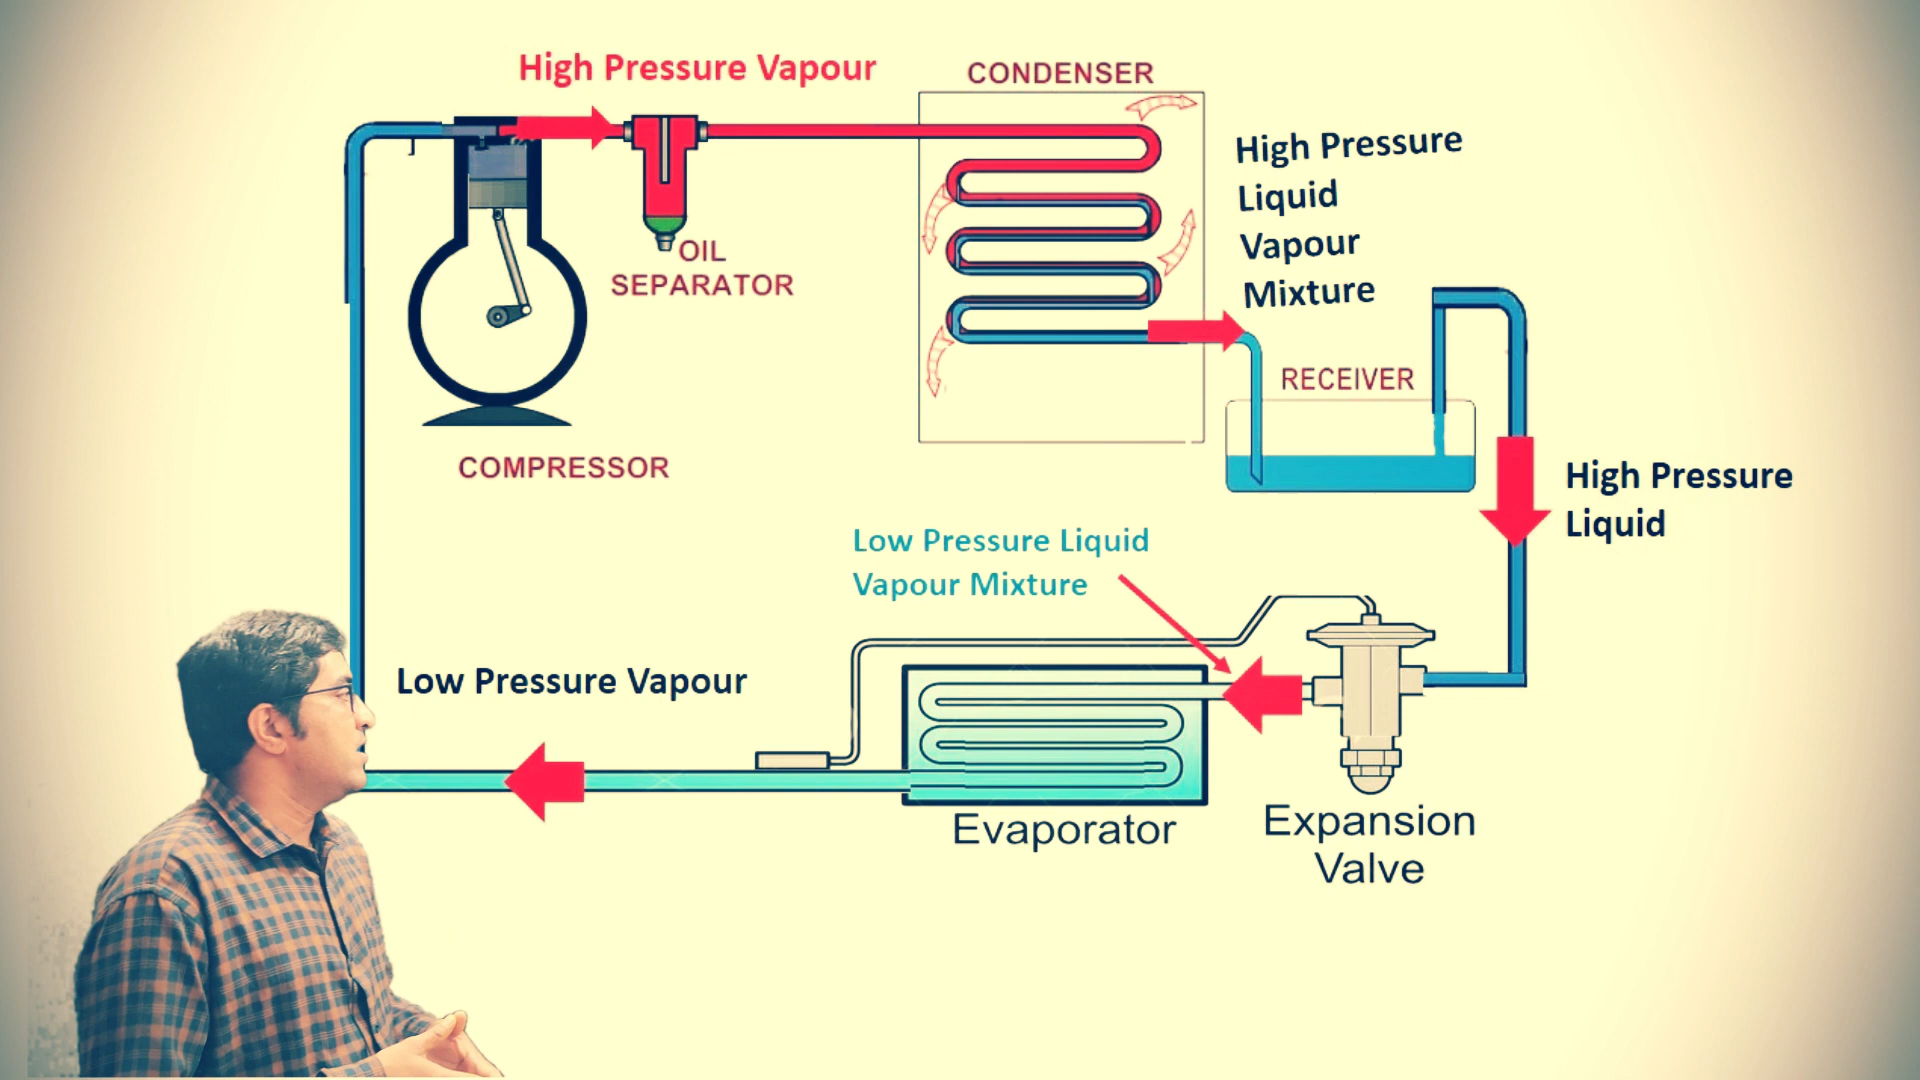 High Pressure Vapour
CONDENSER
High Pressure
Liquid
Vapour
Mixture
OIL
SEPARATOR
RECEIVER
COMPRESSOR
High Pressure
Liquid
Low Pressure Liquid
Vapour Mixture
Low Pressure Vapour
Evaporator
Expansion
Valve